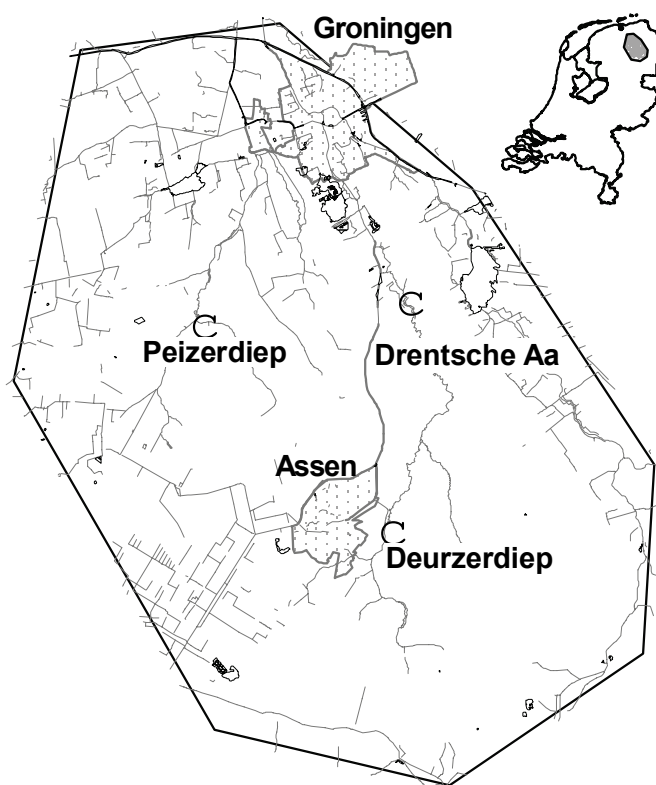 Groningen
C
C
Peizerdiep
Drentsche Aa
Assen
C
Deurzerdiep